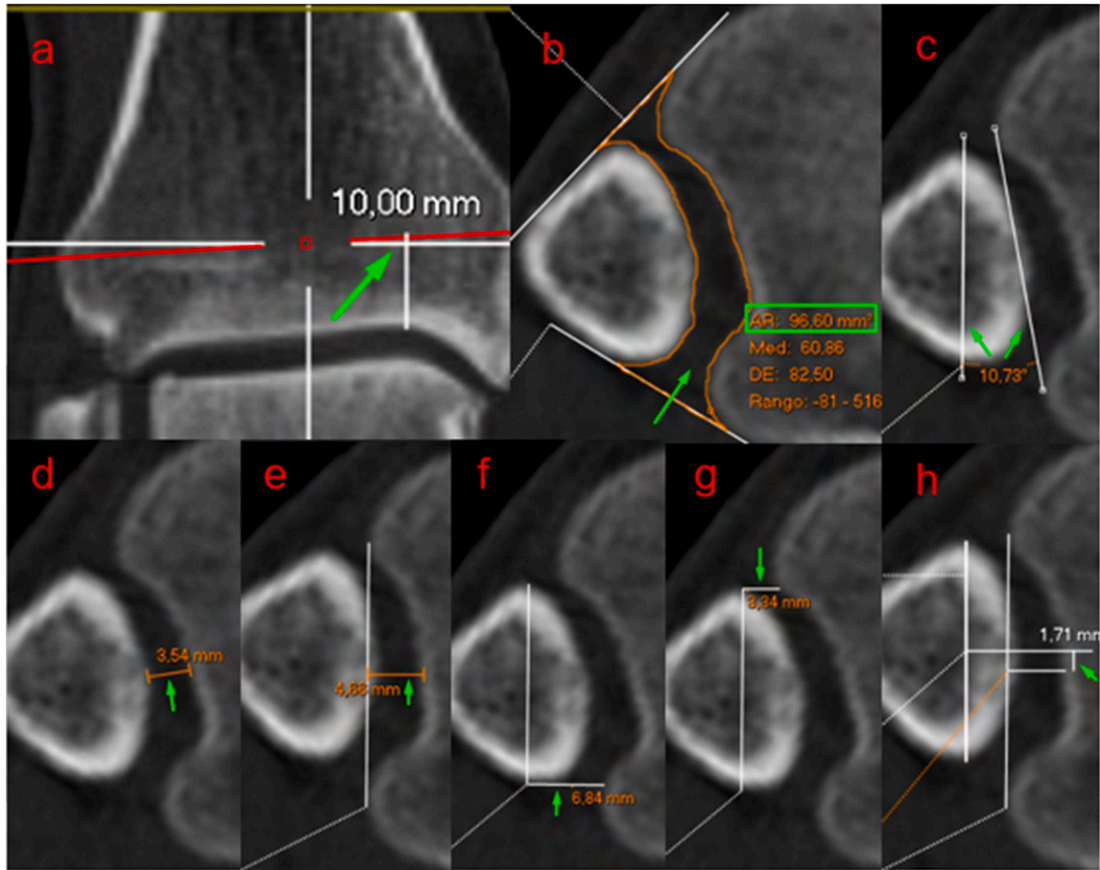 a
10,00 mm
b
AR: 96,60 mm²
Med: 60,86
DE: 82,50
Rango: -81 - 516
c
10,73°
d
3,54 mm
e
4,66 mm
f
6,84 mm
g
3,34 mm
h
1,71 mm